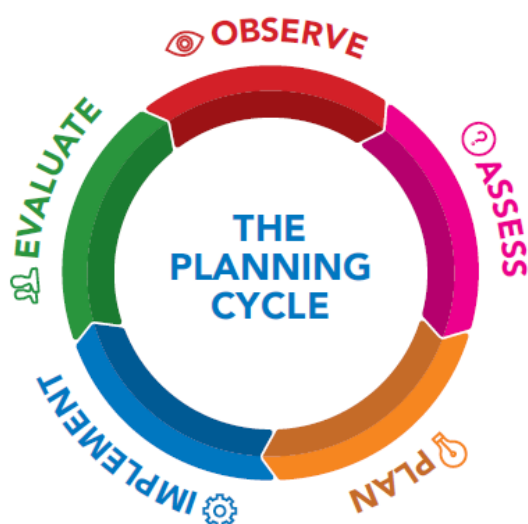 OBSERVE
ASSESS
PLAN
IMPLEMENT
EVALUATE
THE
PLANNING
CYCLE